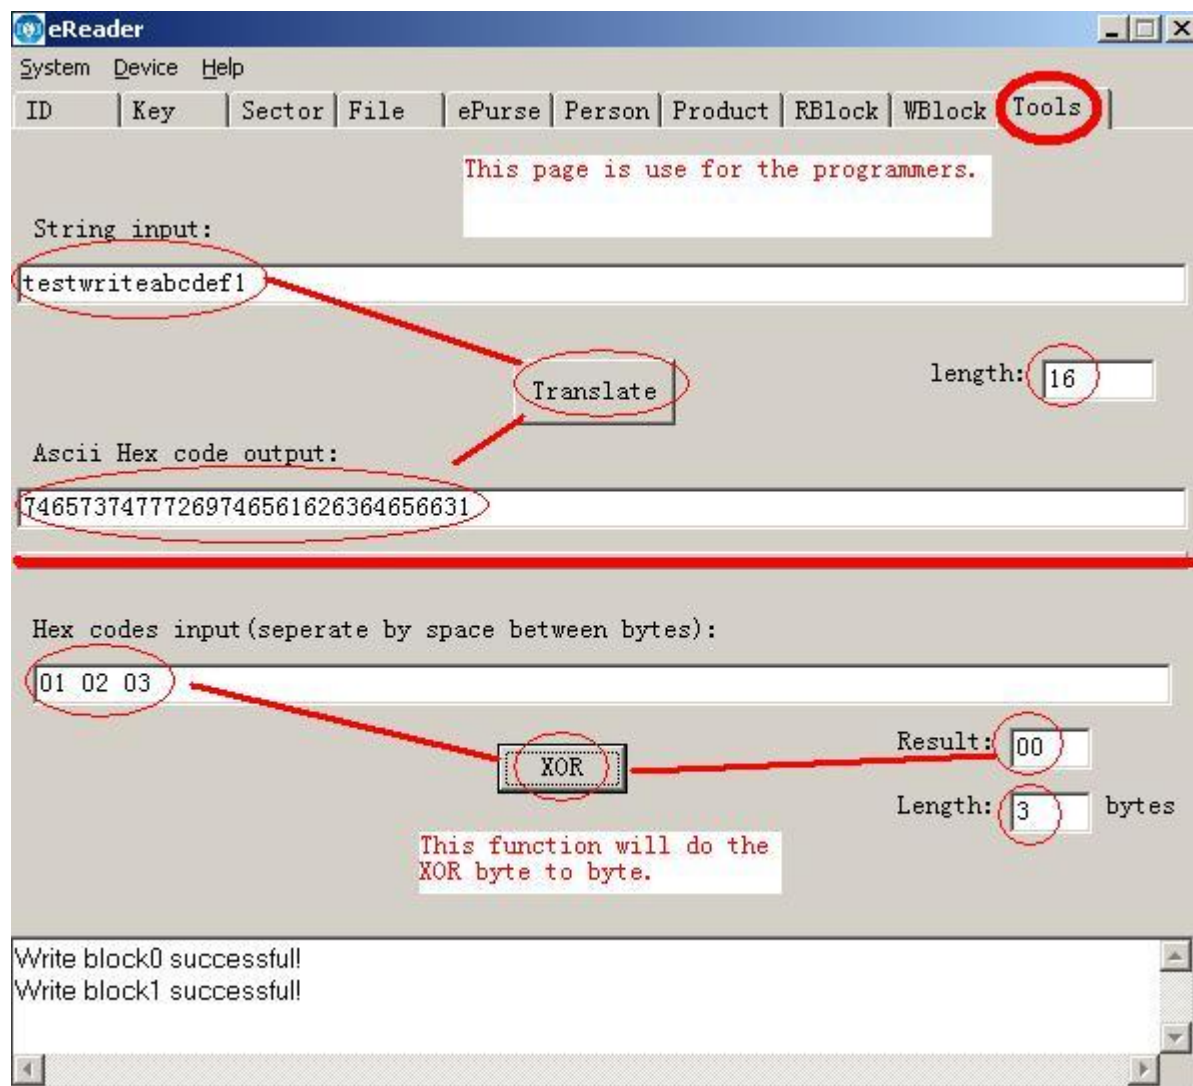 eReader
System Device Help
ID Key Sector File ePurse Person Product RBlock WBlock Tools
This page is use for the programmers.
String input:
testwriteabcdef1
Translate
length: 16
Ascii Hex code output:
74657374777269746561626364656631
Hex codes input(seperate by space between bytes):
01 02 03
XOR
Result: 00
Length: 3 bytes
This function will do the
XOR byte to byte.
Write block0 successful!
Write block1 successful!